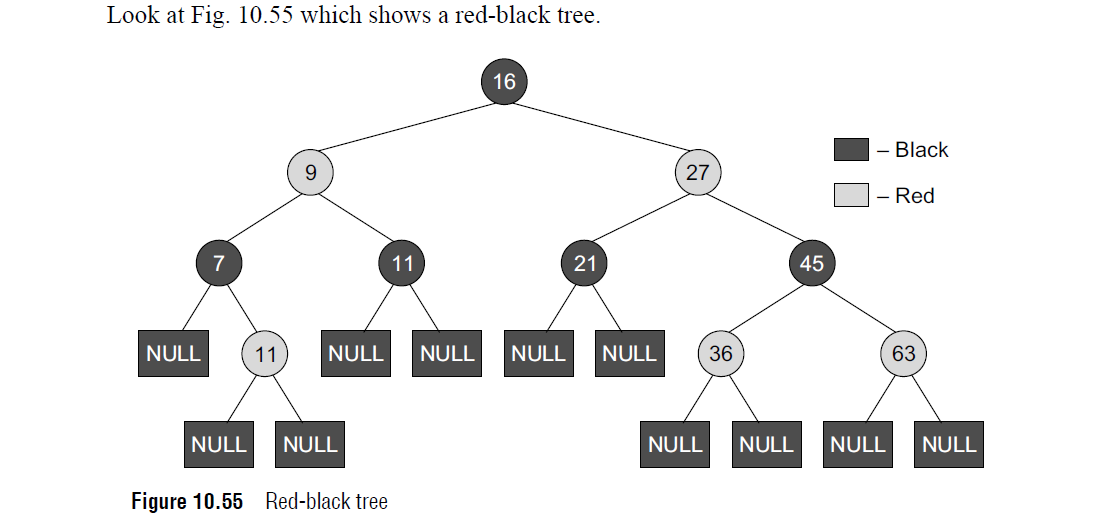 Look at Fig. 10.55 which shows a red-black tree.
16
– Black
9
27
– Red
7
11
21
45
NULL
11
NULL
NULL
NULL
NULL
36
63
NULL
NULL
NULL
NULL
NULL
NULL
Figure 10.55 Red-black tree